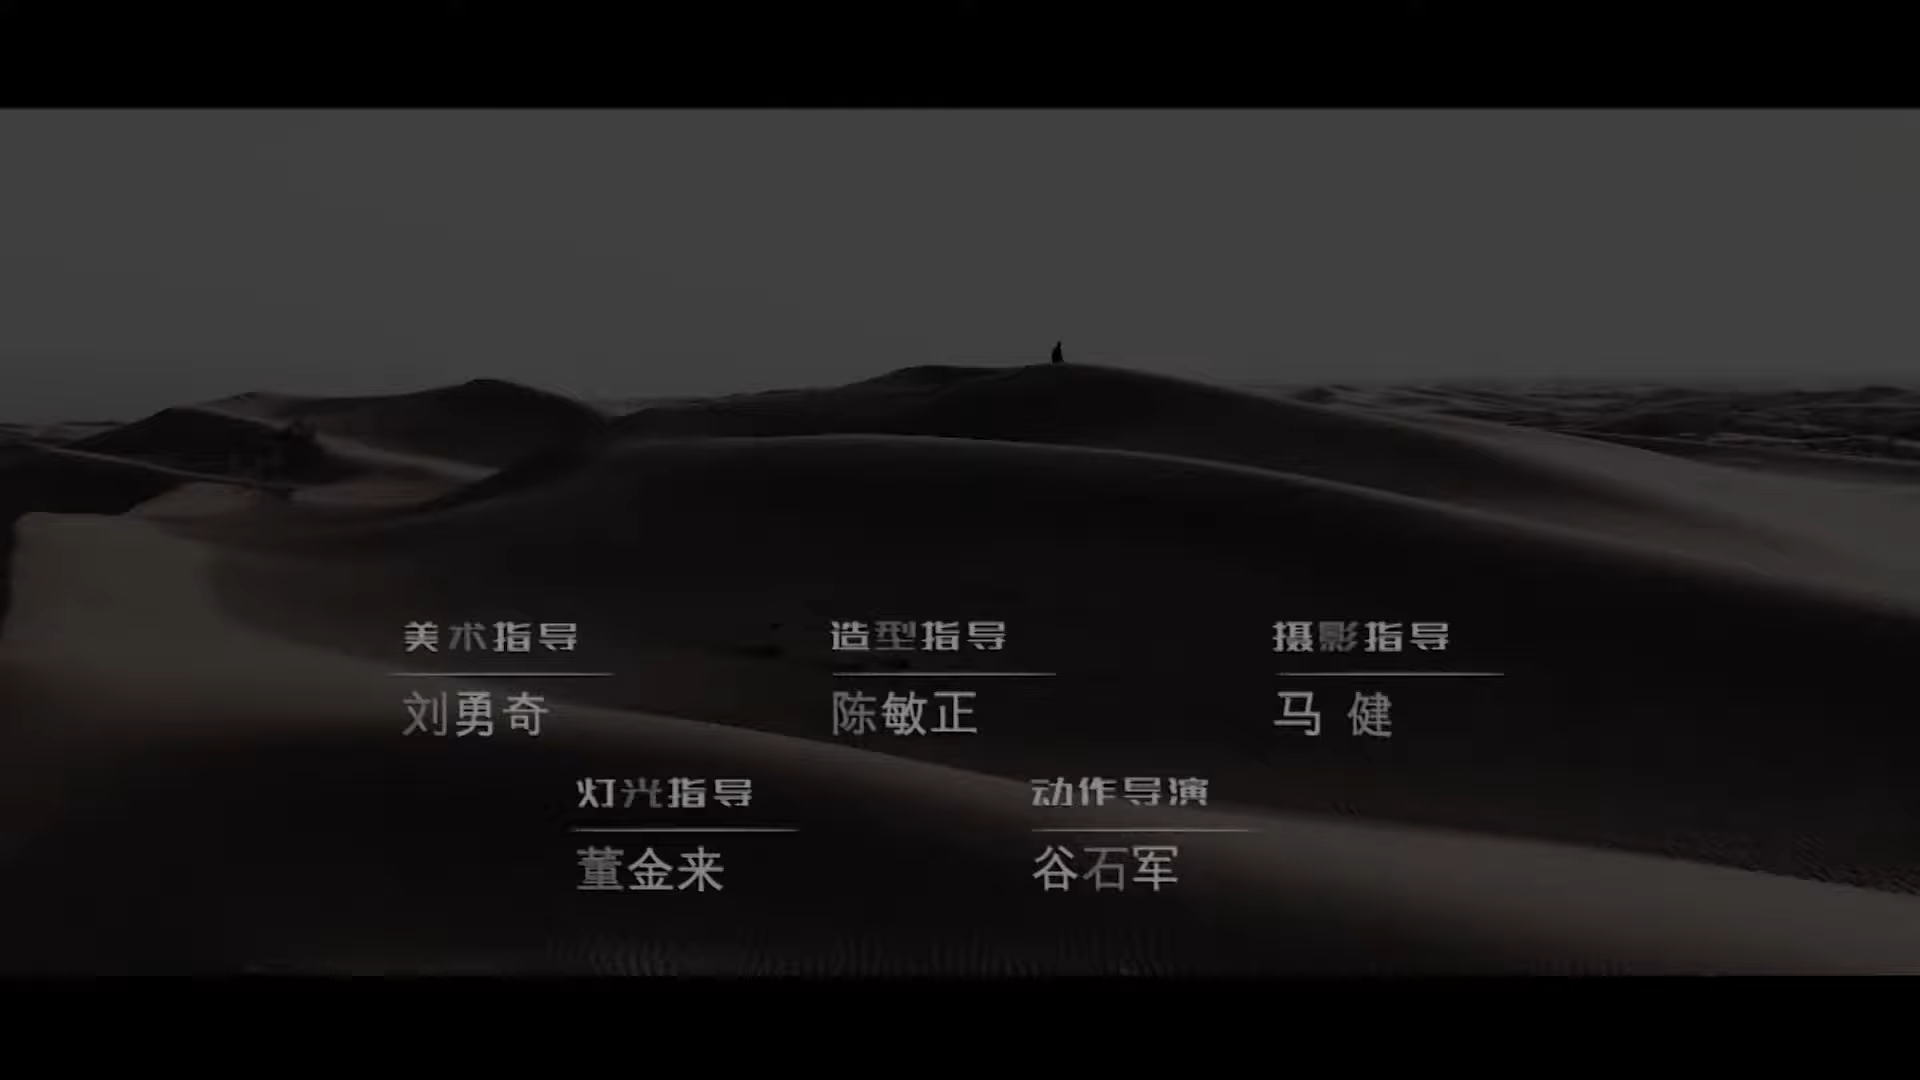 美术指导 造型指导 摄影指导
刘勇奇 陈敏正 马 健
灯光指导 动作导演
董金来 谷石军